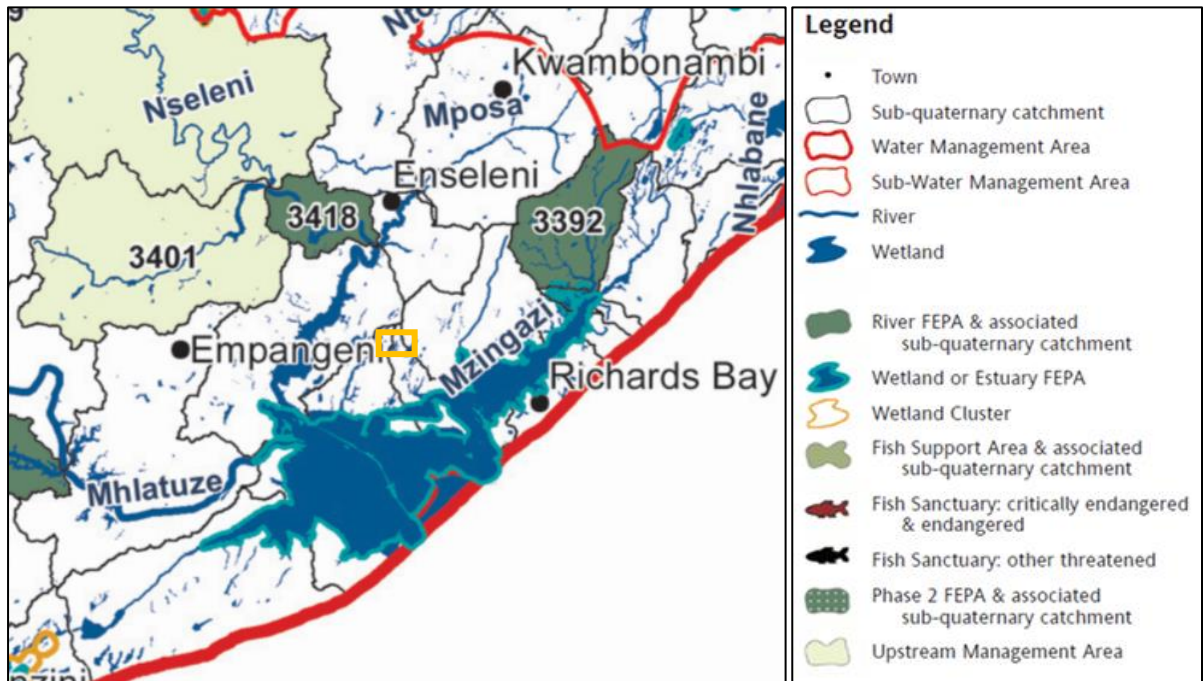 Nto
Kwambonambi
Nseleni
Mposa
Nhlabane
Enseleni
3418
3392
3401
Empangeni
Mzingazi
Richards Bay
Mhlatuze
nzini
Legend
Town
Sub-quaternary catchment
Water Management Area
Sub-Water Management Area
River
Wetland
River FEPA & associated
sub-quaternary catchment
Wetland or Estuary FEPA
Wetland Cluster
Fish Support Area & associated
sub-quaternary catchment
Fish Sanctuary: critically endangered
& endangered
Fish Sanctuary: other threatened
Phase 2 FEPA & associated
sub-quaternary catchment
Upstream Management Area